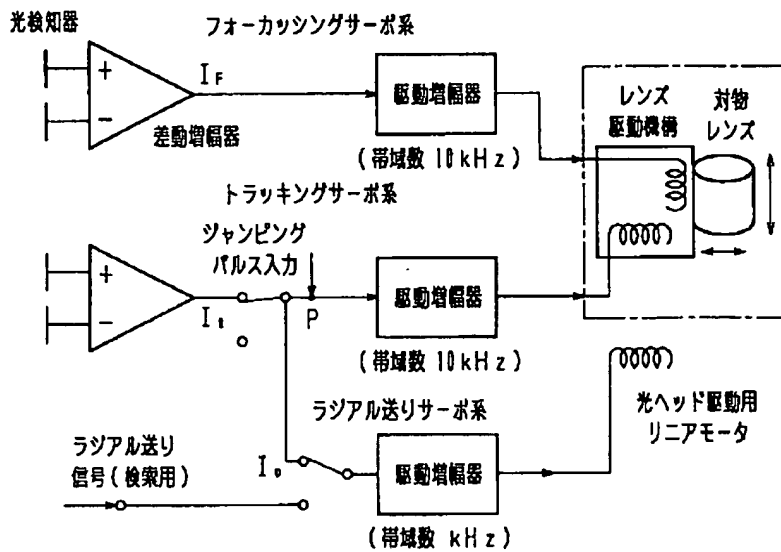 光検知器
フォーカッシングサーボ系
+
−
I F
差動増幅器
駆動増幅器
(帯域数 10kHz)
レンズ
駆動機構
対物
レンズ
トラッキングサーボ系
ジャンピング
パルス入力
+
−
I t
P
駆動増幅器
(帯域数 10kHz)
ラジアル送りサーボ系
ラジアル送り
信号(検索用)
I
駆動増幅器
(帯域数 kHz)
光ヘッド駆動用
リニアモータ